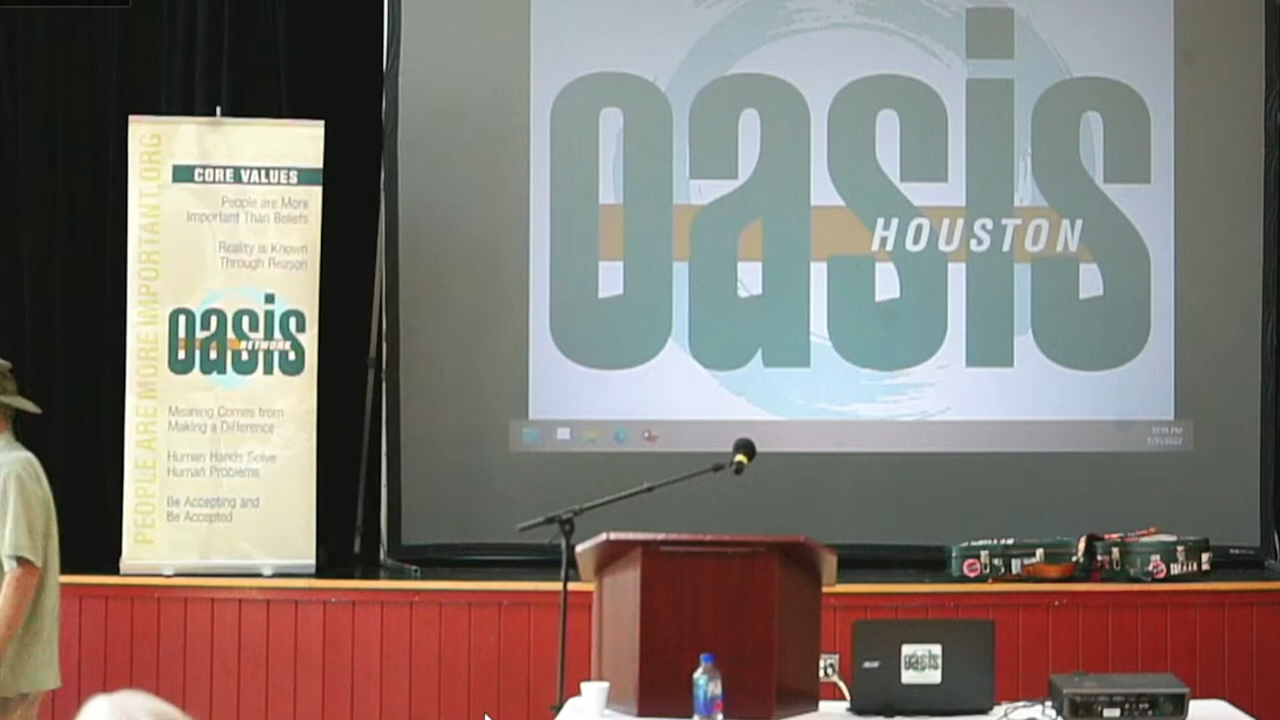 PEOPLE ARE MORE IMPORTANT.ORG
CORE VALUES
People are More
Important Than Beliefs
Reality is Known
Through Reason
oasis
NETWORK
Meaning Comes from
Making a Difference
Human Hands Solve
Human Problems
Be Accepting and
Be Accepted
oasis
HOUSTON
acer
oasis